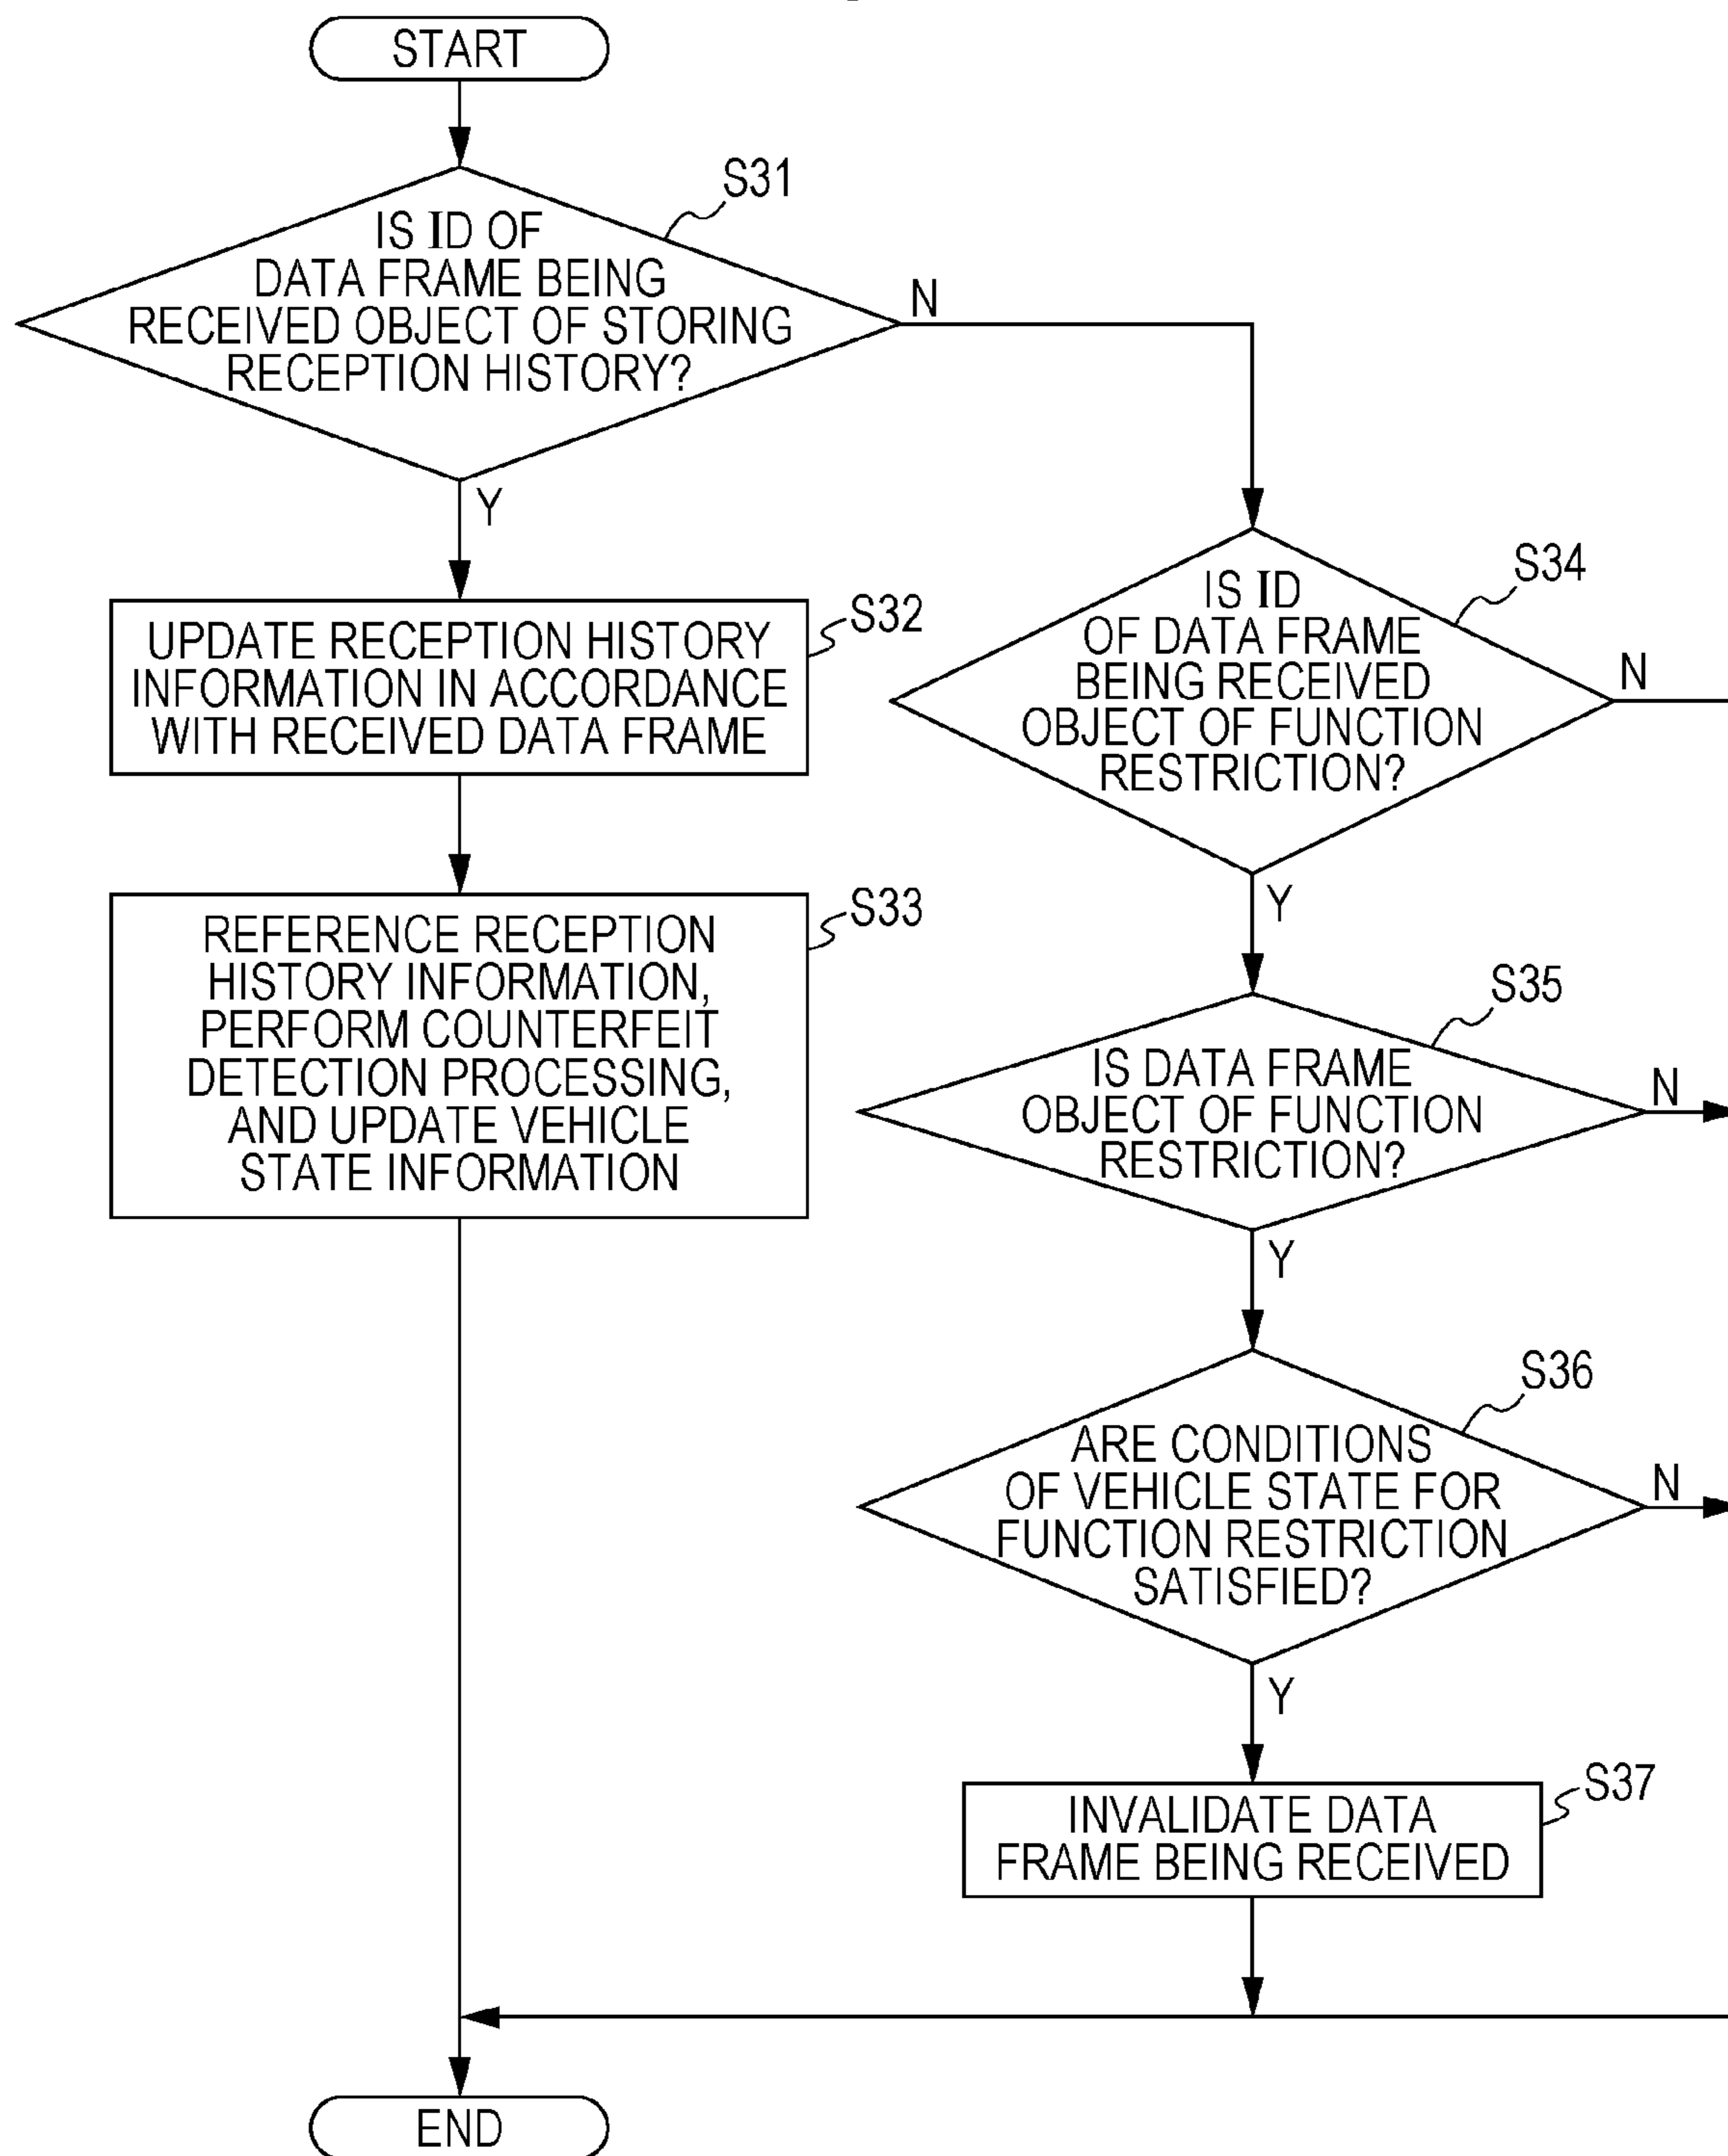 START
S31
IS ID OF
DATA FRAME BEING
RECEIVED OBJECT OF STORING
RECEPTION HISTORY?
N
Y
S32
UPDATE RECEPTION HISTORY
INFORMATION IN ACCORDANCE
WITH RECEIVED DATA FRAME
S33
REFERENCE RECEPTION
HISTORY INFORMATION,
PERFORM COUNTERFEIT
DETECTION PROCESSING,
AND UPDATE VEHICLE
STATE INFORMATION
S34
IS ID
OF DATA FRAME
BEING RECEIVED
OBJECT OF FUNCTION
RESTRICTION?
N
Y
S35
IS DATA FRAME
OBJECT OF FUNCTION
RESTRICTION?
N
Y
S36
ARE CONDITIONS
OF VEHICLE STATE FOR
FUNCTION RESTRICTION
SATISFIED?
N
Y
S37
INVALIDATE DATA
FRAME BEING RECEIVED
END